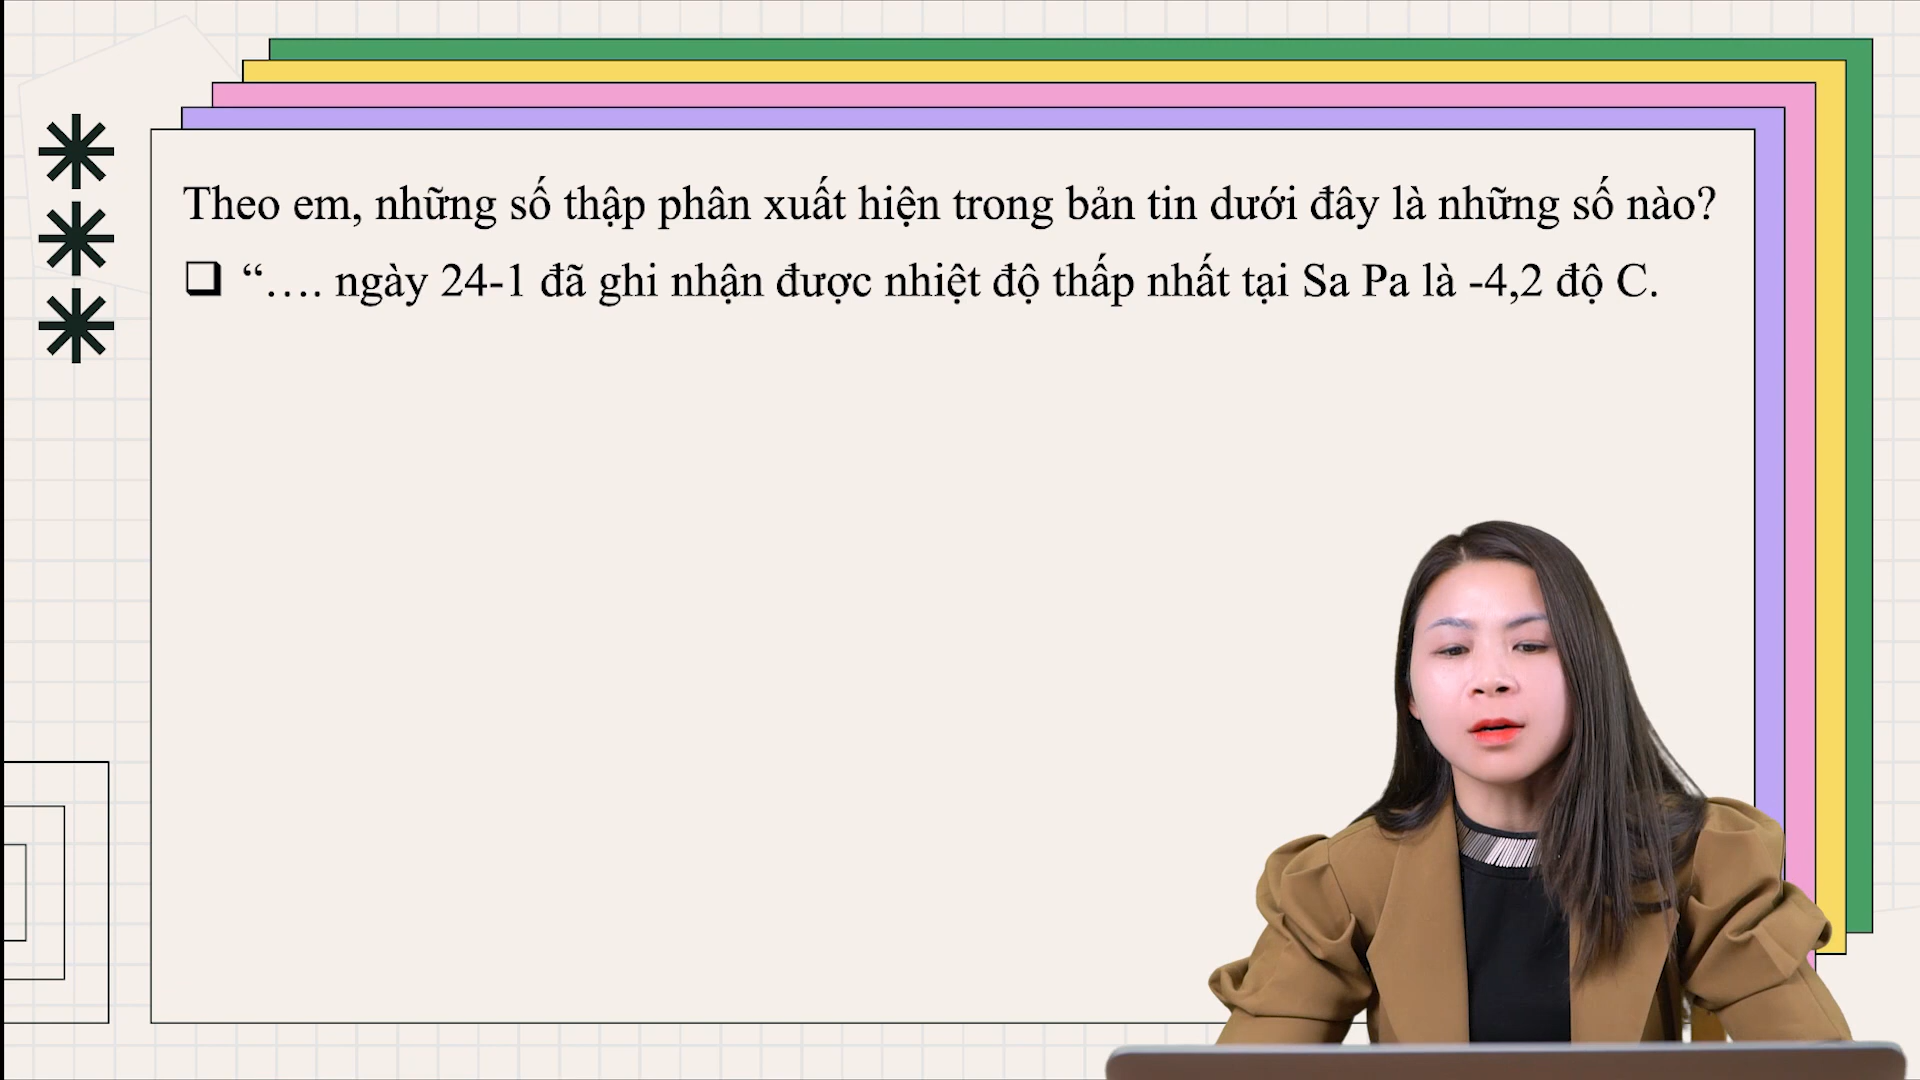 Theo em, những số thập phân xuất hiện trong bản tin dưới đây là những số nào?
❑ “…. ngày 24-1 đã ghi nhận được nhiệt độ thấp nhất tại Sa Pa là -4,2 độ C.